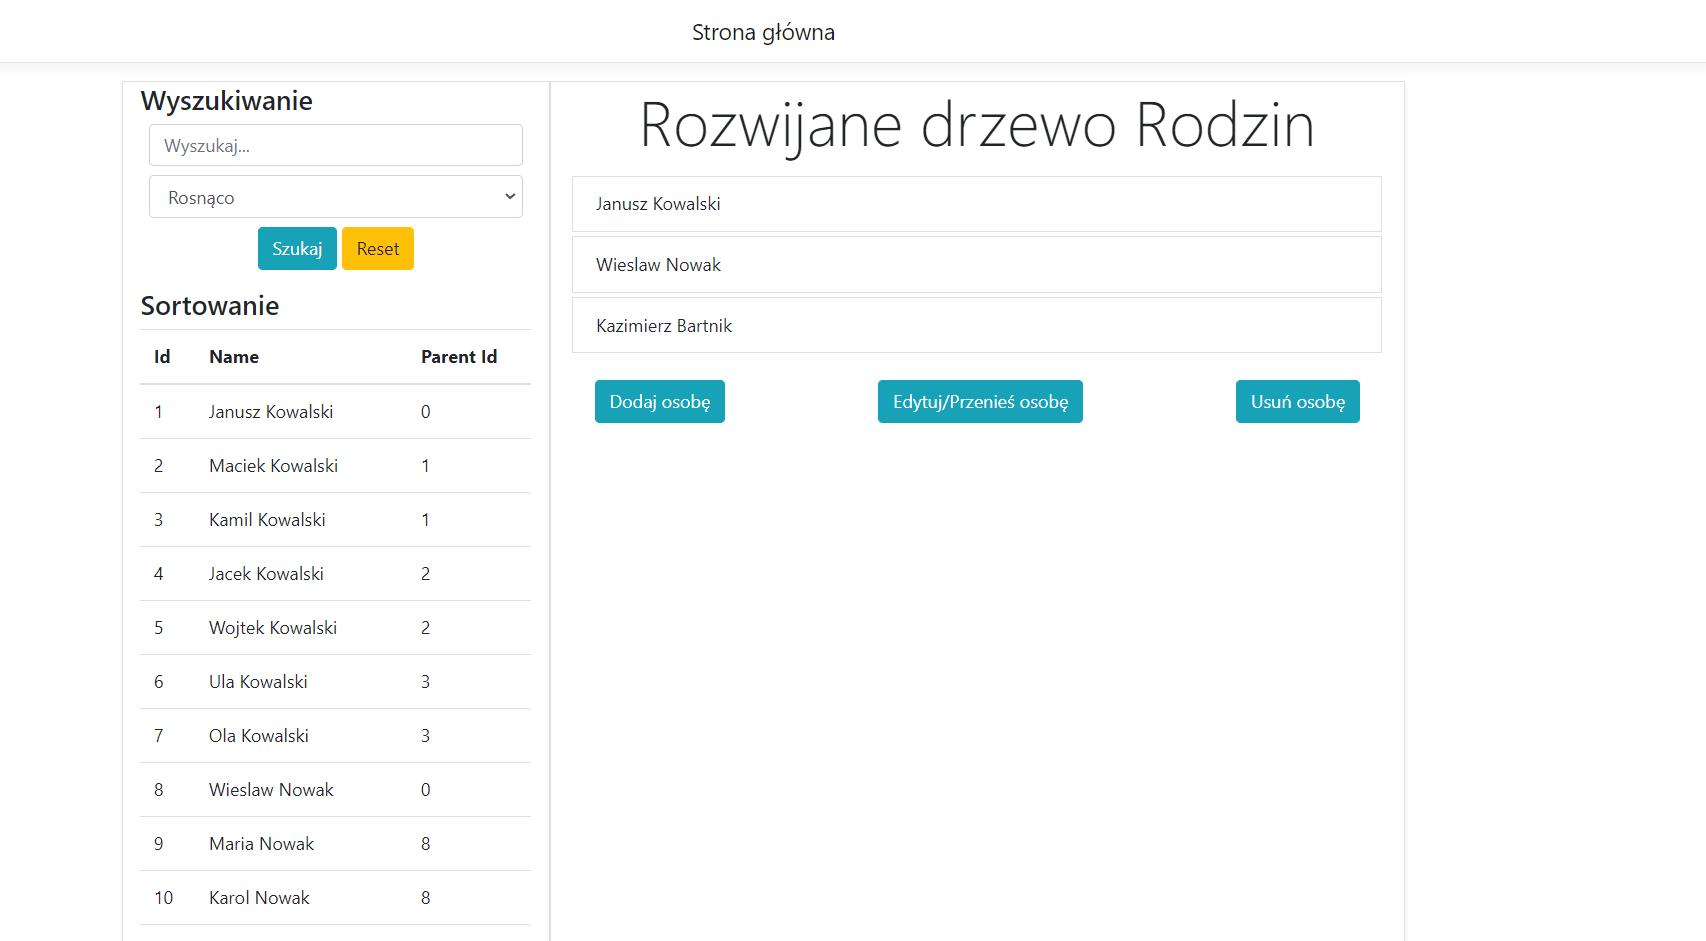 Strona główna
Wyszukiwanie
Wyszukaj...
Rosnąco
Szukaj Reset
Sortowanie
Id Name Parent Id
1 Janusz Kowalski 0
2 Maciek Kowalski 1
3 Kamil Kowalski 1
4 Jacek Kowalski 2
5 Wojtek Kowalski 2
6 Ula Kowalski 3
7 Ola Kowalski 3
8 Wieslaw Nowak 0
9 Maria Nowak 8
10 Karol Nowak 8
Rozwijane drzewo Rodzin
Janusz Kowalski
Wieslaw Nowak
Kazimierz Bartnik
Dodaj osobę Edytuj/Przenieś osobę Usuń osobę